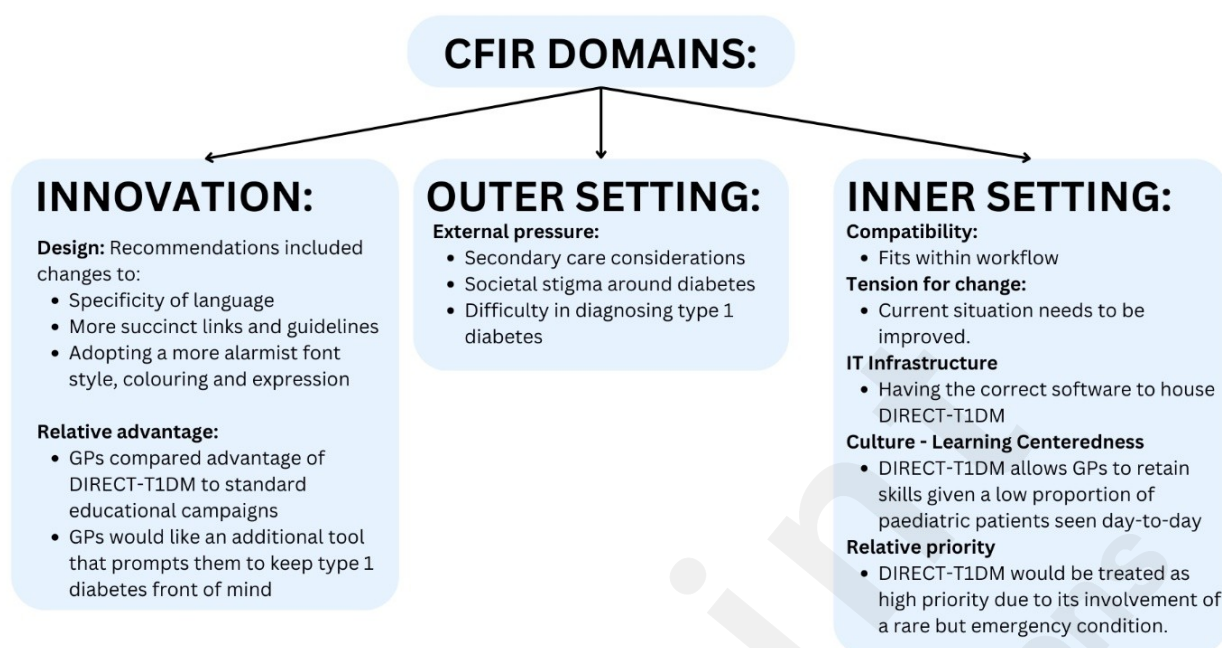 CFIR DOMAINS:
INNOVATION:
Design: Recommendations included
changes to:
• Specificity of language
• More succinct links and guidelines
• Adopting a more alarmist font
style, colouring and expression
Relative advantage:
• GPs compared advantage of
DIRECT-T1DM to standard
educational campaigns
• GPs would like an additional tool
that prompts them to keep type 1
diabetes front of mind
OUTER SETTING:
External pressure:
• Secondary care considerations
• Societal stigma around diabetes
• Difficulty in diagnosing type 1
diabetes
INNER SETTING:
Compatibility:
• Fits within workflow
Tension for change:
• Current situation needs to be
improved.
IT Infrastructure
• Having the correct software to house
DIRECT-T1DM
Culture - Learning Centeredness
• DIRECT-T1DM allows GPs to retain
skills given a low proportion of
paediatric patients seen day-to-day
Relative priority
• DIRECT-T1DM would be treated as
high priority due to its involvement of
a rare but emergency condition.